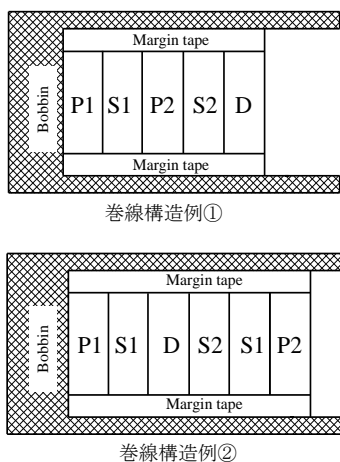 Margin tape
Bobbin
P1 S1 P2 S2 D
Margin tape
巻線構造例①
Margin tape
Bobbin
P1 S1 D S2 S1 P2
Margin tape
巻線構造例②